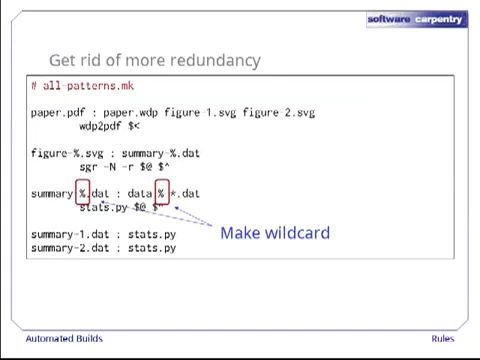 software carpentry
Get rid of more redundancy
# all-patterns.mk
paper.pdf : paper.wdp figure-1.svg figure-2.svg
wdp2pdf $<
figure-%.svg : summary-%.dat
sgr -N -r $@ $^
summary-%.dat : data-%-*.dat
stats.py $@ $^
Make wildcard
summary-1.dat : stats.py
summary-2.dat : stats.py
Automated Builds
Rules